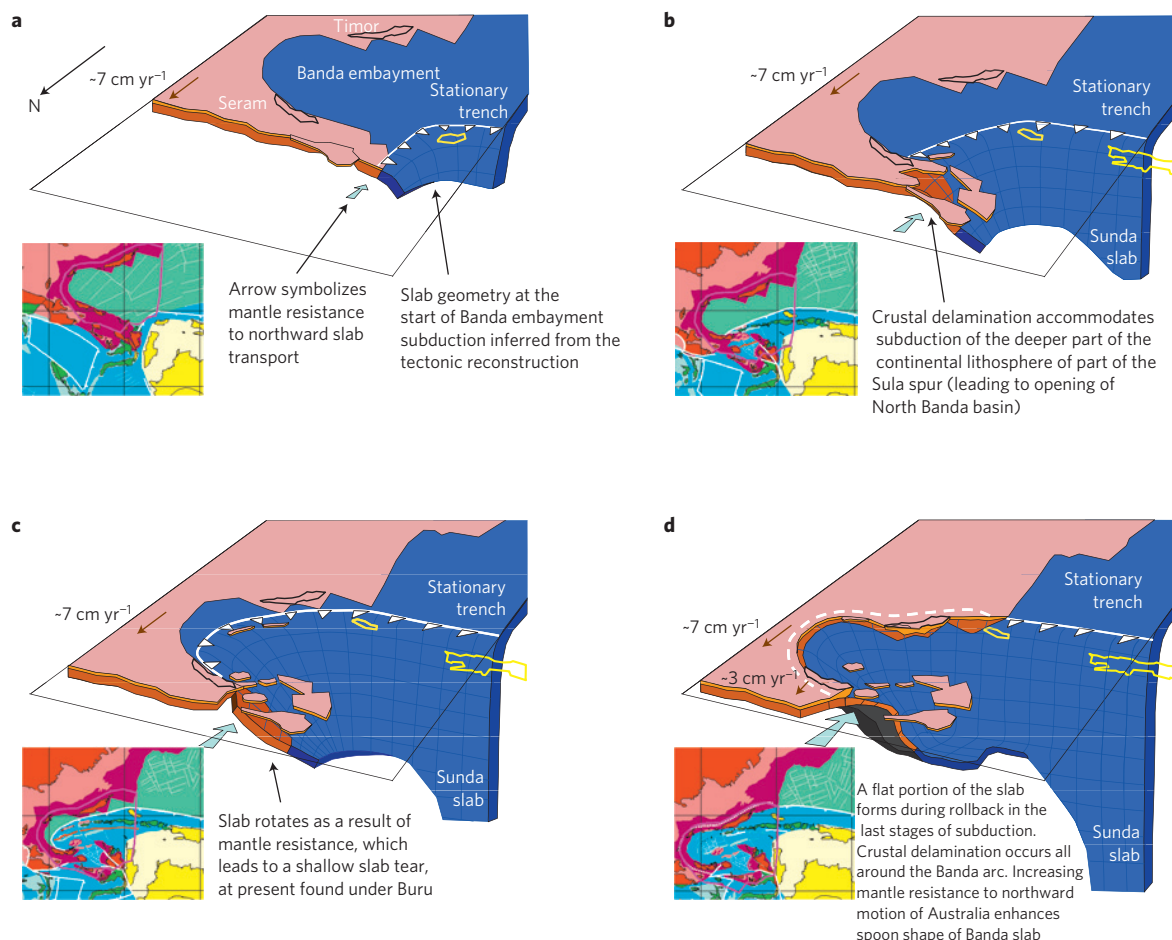 a
Timor
~7 cm yr⁻¹
Banda embayment
N
Seram
Stationary
trench
Arrow symbolizes
mantle resistance
to northward slab
transport
Slab geometry at the
start of Banda embayment
subduction inferred from the
tectonic reconstruction
b
~7 cm yr⁻¹
Stationary
trench
Sunda
slab
Crustal delamination accommodates
subduction of the deeper part of the
continental lithosphere of part of the
Sula spur (leading to opening of
North Banda basin)
c
~7 cm yr⁻¹
Stationary
trench
Sunda
slab
Slab rotates as a result of
mantle resistance, which
leads to a shallow slab tear,
at present found under Buru
d
~7 cm yr⁻¹
Stationary
trench
~3 cm yr⁻¹
Sunda
slab
A flat portion of the slab
forms during rollback in the
last stages of subduction.
Crustal delamination occurs all
around the Banda arc. Increasing
mantle resistance to northward
motion of Australia enhances
spoon shape of Banda slab